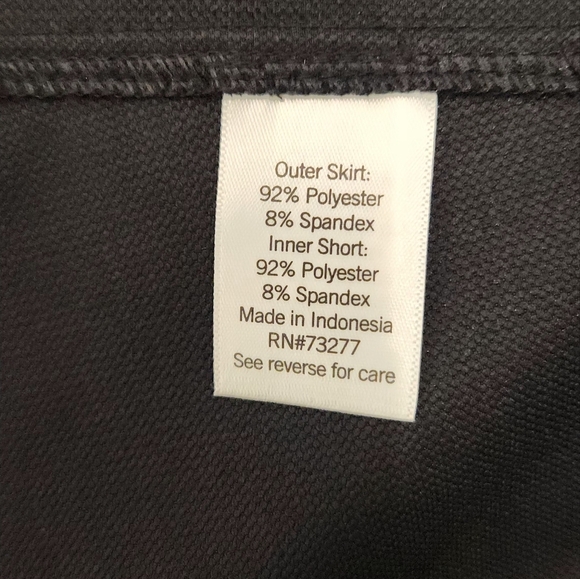 Outer Skirt:
92% Polyester
8% Spandex
Inner Short:
92% Polyester
8% Spandex
Made in Indonesia
RN#73277
See reverse for care